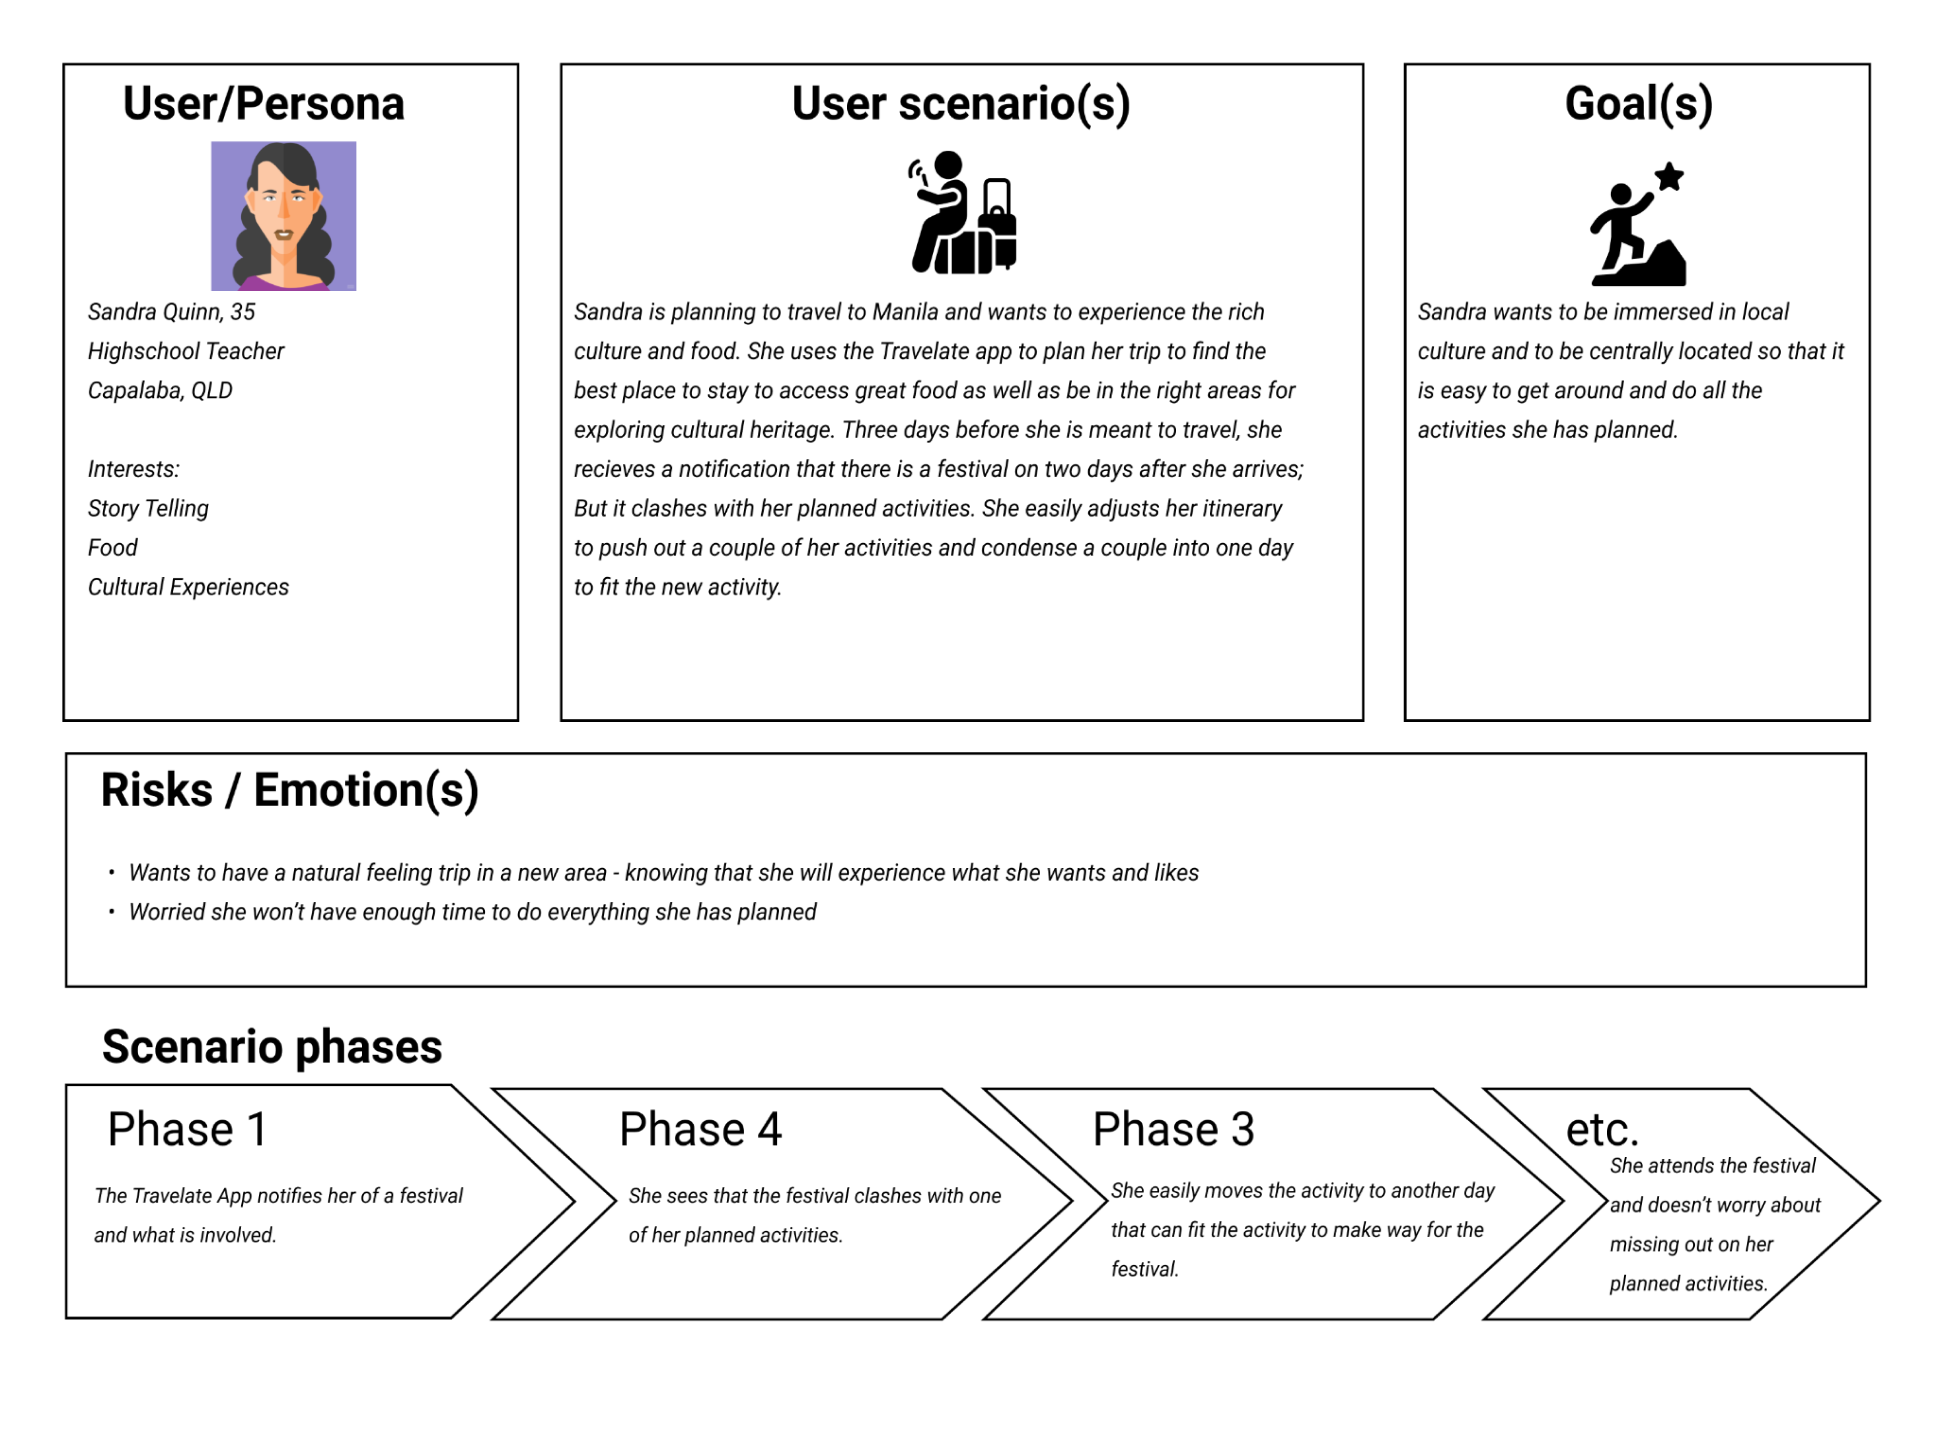 User/Persona
Sandra Quinn, 35
Highschool Teacher
Capalaba, QLD
Interests:
Story Telling
Food
Cultural Experiences
User scenario(s)
Sandra is planning to travel to Manila and wants to experience the rich
culture and food. She uses the Travelate app to plan her trip to find the
best place to stay to access great food as well as be in the right areas for
exploring cultural heritage. Three days before she is meant to travel, she
recieves a notification that there is a festival on two days after she arrives;
But it clashes with her planned activities. She easily adjusts her itinerary
to push out a couple of her activities and condense a couple into one day
to fit the new activity.
Goal(s)
Sandra wants to be immersed in local
culture and to be centrally located so that it
is easy to get around and do all the
activities she has planned.
Risks / Emotion(s)
• Wants to have a natural feeling trip in a new area - knowing that she will experience what she wants and likes
• Worried she won’t have enough time to do everything she has planned
Scenario phases
Phase 1
The Travelate App notifies her of a festival
and what is involved.
Phase 4
She sees that the festival clashes with one
of her planned activities.
Phase 3
She easily moves the activity to another day
that can fit the activity to make way for the
festival.
etc.
She attends the festival
and doesn’t worry about
missing out on her
planned activities.